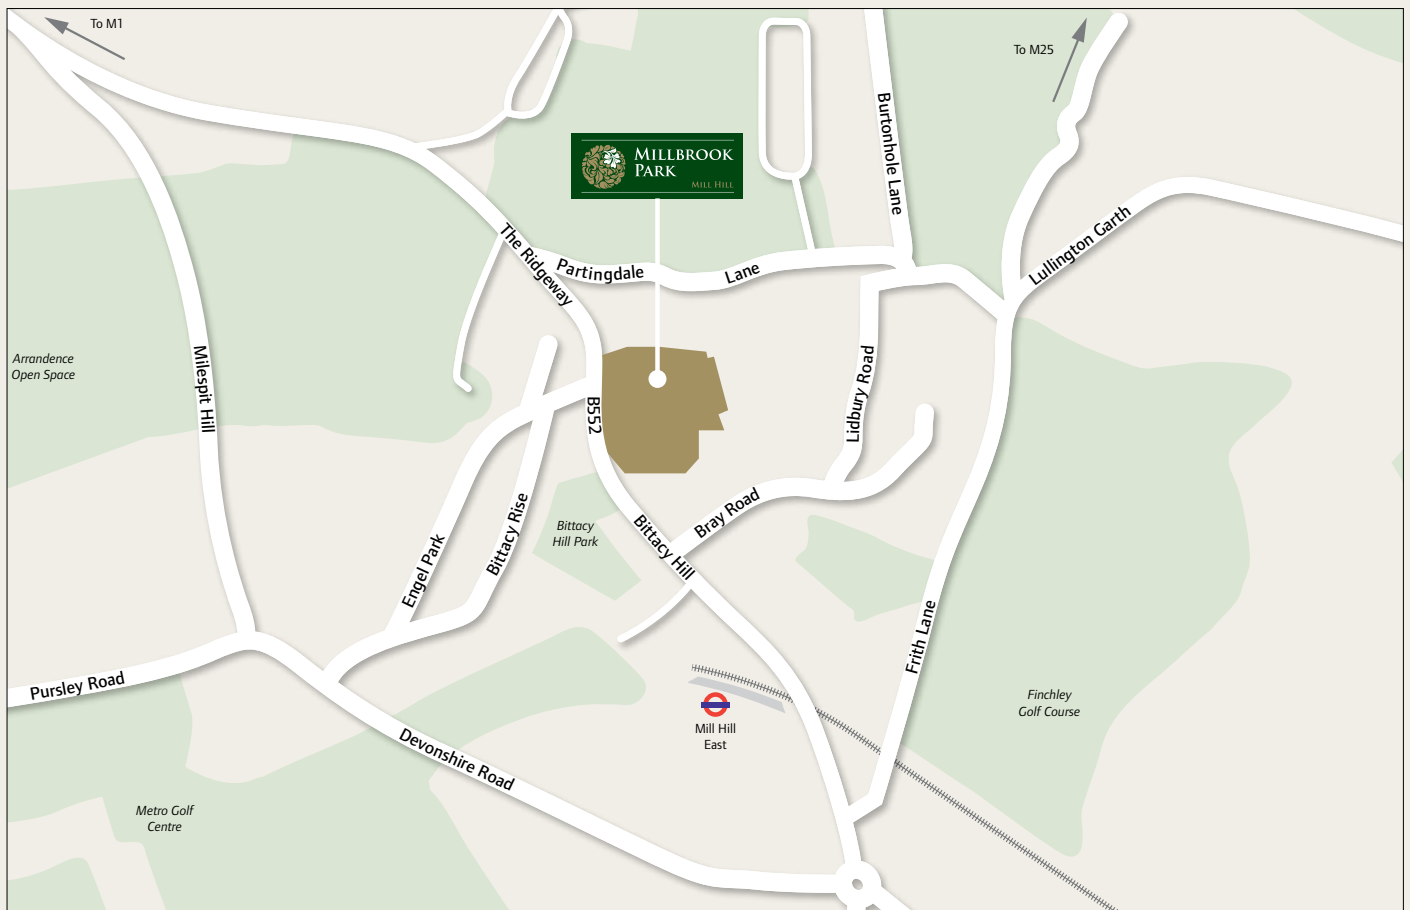 To M1
To M25
Burtonhole Lane
MILLBROOK
PARK
MILL HILL
Lullington Garth
The Ridgeway
Partingdale
Lane
Arrandence
Open Space
Milespit Hill
B552
Lidbury Road
Bray Road
Bittacy Rise
Bittacy
Hill Park
Bittacy Hill
Engel Park
Frith Lane
Pursley Road
Finchley
Golf Course
Mill Hill
East
Devonshire Road
Metro Golf
Centre